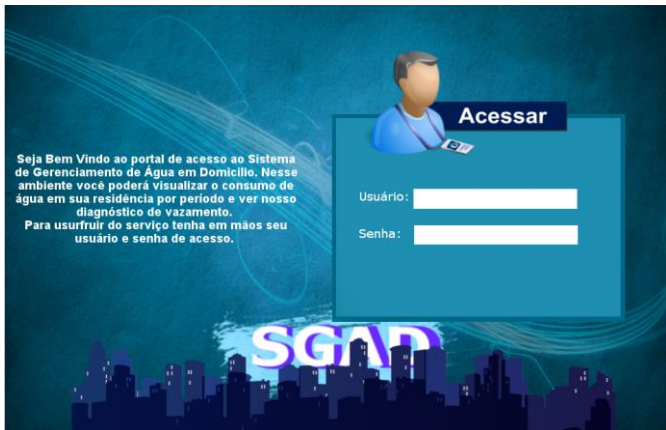 Seja Bem Vindo ao portal de acesso ao Sistema
de Gerenciamento de Água em Domicilio. Nesse
ambiente você poderá visualizar o consumo de
água em sua residência por período e ver nosso
diagnóstico de vazamento.
Para usurfruir do serviço tenha em mãos seu
usuário e senha de acesso.
Acessar
Usuário:
Senha:
SGAD